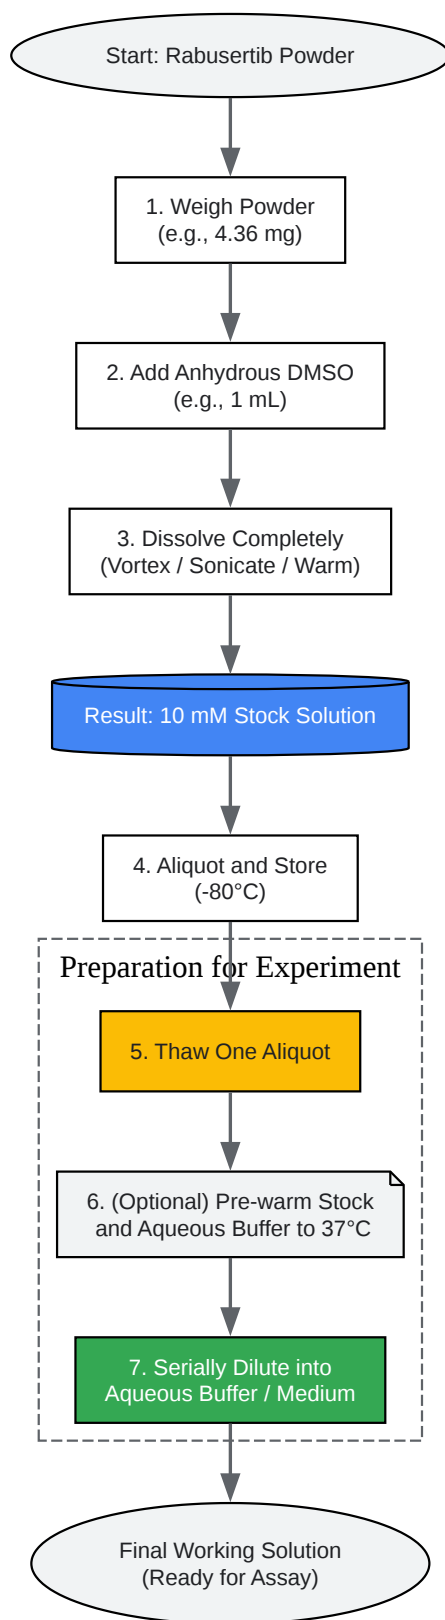 Start: Rabusertib Powder
1. Weigh Powder
(e.g., 4.36 mg)
2. Add Anhydrous DMSO
(e.g., 1 mL)
3. Dissolve Completely
(Vortex / Sonicate / Warm)
Result: 10 mM Stock Solution
4. Aliquot and Store
(-80°C)
Preparation for Experiment
5. Thaw One Aliquot
6. (Optional) Pre-warm Stock
and Aqueous Buffer to 37°C
7. Serially Dilute into
Aqueous Buffer / Medium
Final Working Solution
(Ready for Assay)